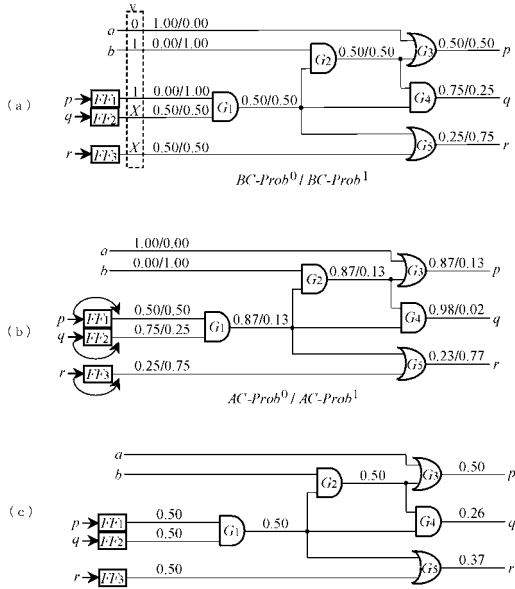 v
a 0 1.00/0.00
b 1 0.00/1.00
G2 0.50/0.50 G3 0.50/0.50 p
p FF1 1 0.00/1.00
q FF2 X 0.50/0.50 G1 0.50/0.50 G4 0.75/0.25 q
(a)
r FF3 X 0.50/0.50 G5 0.25/0.75 r
BC-Prob⁰ / BC-Prob¹
a 1.00/0.00
b 0.00/1.00 G2 0.87/0.13 G3 0.87/0.13 p
p FF1 0.50/0.50
(b) q FF2 0.75/0.25 G1 0.87/0.13 G4 0.98/0.02 q
r FF3 0.25/0.75 G5 0.23/0.77 r
AC-Prob⁰ / AC-Prob¹
a
b G2 0.50 G3 0.50 p
(c)
p FF1 0.50
q FF2 0.50 G1 0.50 G4 0.26 q
r FF3 0.50 G5 0.37 r